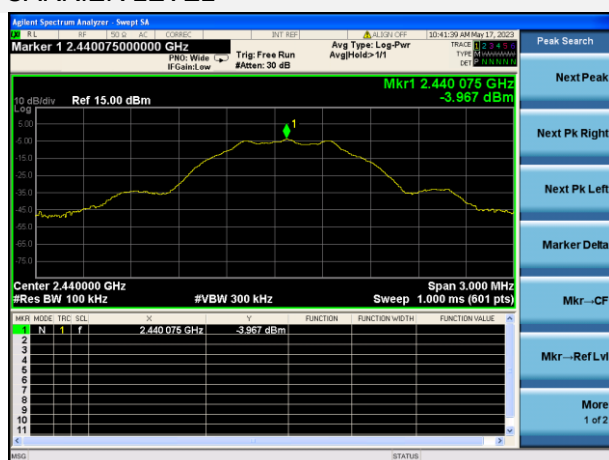 Agilent Spectrum Analyzer - Swept SA
RL RF 50 Ω AC CORREC INT REF ALIGN OFF 10:41:39 AM May 17, 2023
Marker 1 2.440075000000 GHz
PNO: Wide
IFGain:Low
Trig: Free Run
#Atten: 30 dB
Avg Type: Log-Pwr
Avg|Hold:>1/1
TRACE 1 2 3 4 5 6
TYPE M
DET P N N N N N
Peak Search
Mkr1 2.440 075 GHz
-3.967 dBm
10 dB/div
Log
Ref 15.00 dBm
5.00
-5.00
-15.0
-25.0
-35.0
-45.0
-55.0
-65.0
-75.0
1
Center 2.440000 GHz
Span 3.000 MHz
#Res BW 100 kHz
#VBW 300 kHz
Sweep 1.000 ms (601 pts)
MKR MODE TRC SCL X Y FUNCTION FUNCTION WIDTH FUNCTION VALUE
1 N 1 f 2.440 075 GHz -3.967 dBm
2
3
4
5
6
7
8
9
10
11
MSG
STATUS
Next Peak
Next Pk Right
Next Pk Left
Marker Delta
Mkr→CF
Mkr→Ref Lvl
More
1 of 2